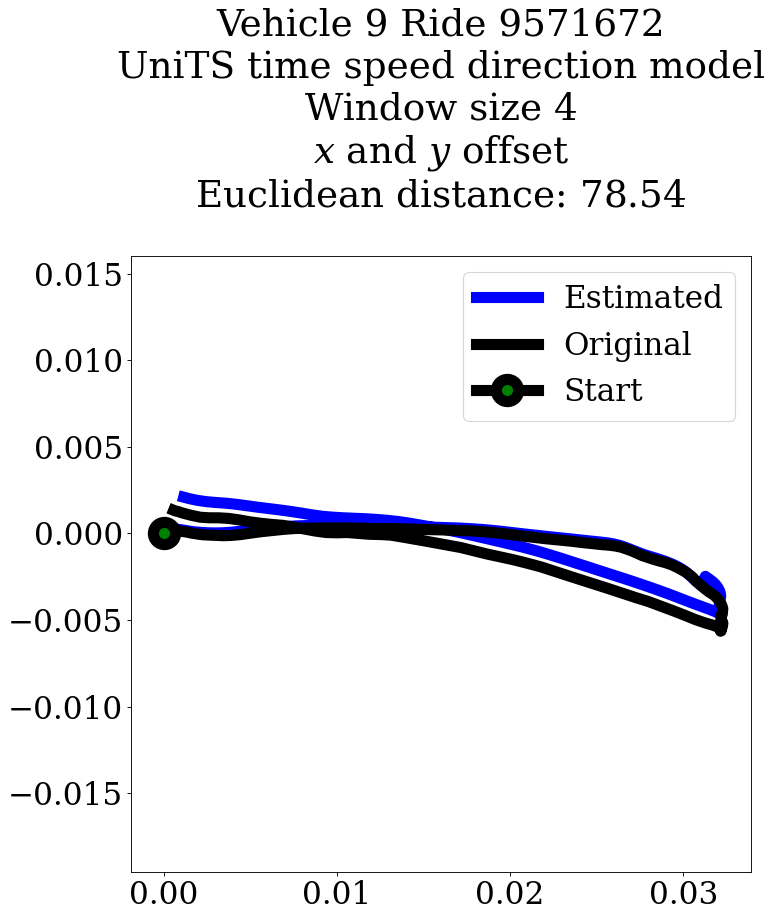 Vehicle 9 Ride 9571672
UniTS time speed direction model
Window size 4
x and y offset
Euclidean distance: 78.54
Estimated
Original
Start
0.015
0.010
0.005
0.000
−0.005
−0.010
−0.015
0.00 0.01 0.02 0.03